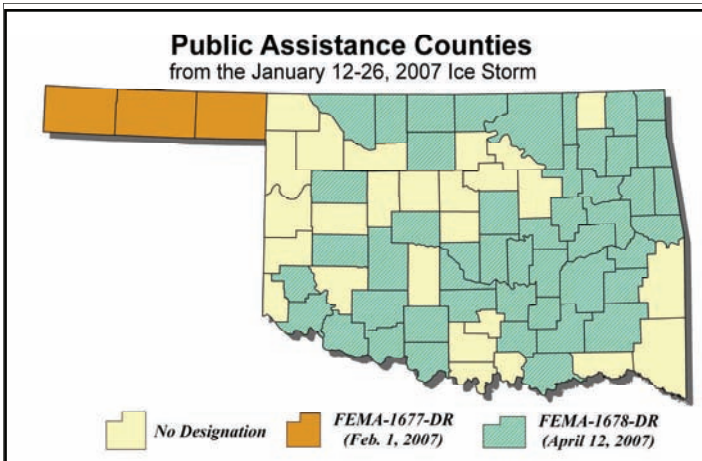 Public Assistance Counties
from the January 12-26, 2007 Ice Storm
No Designation
FEMA-1677-DR
(Feb. 1, 2007)
FEMA-1678-DR
(April 12, 2007)